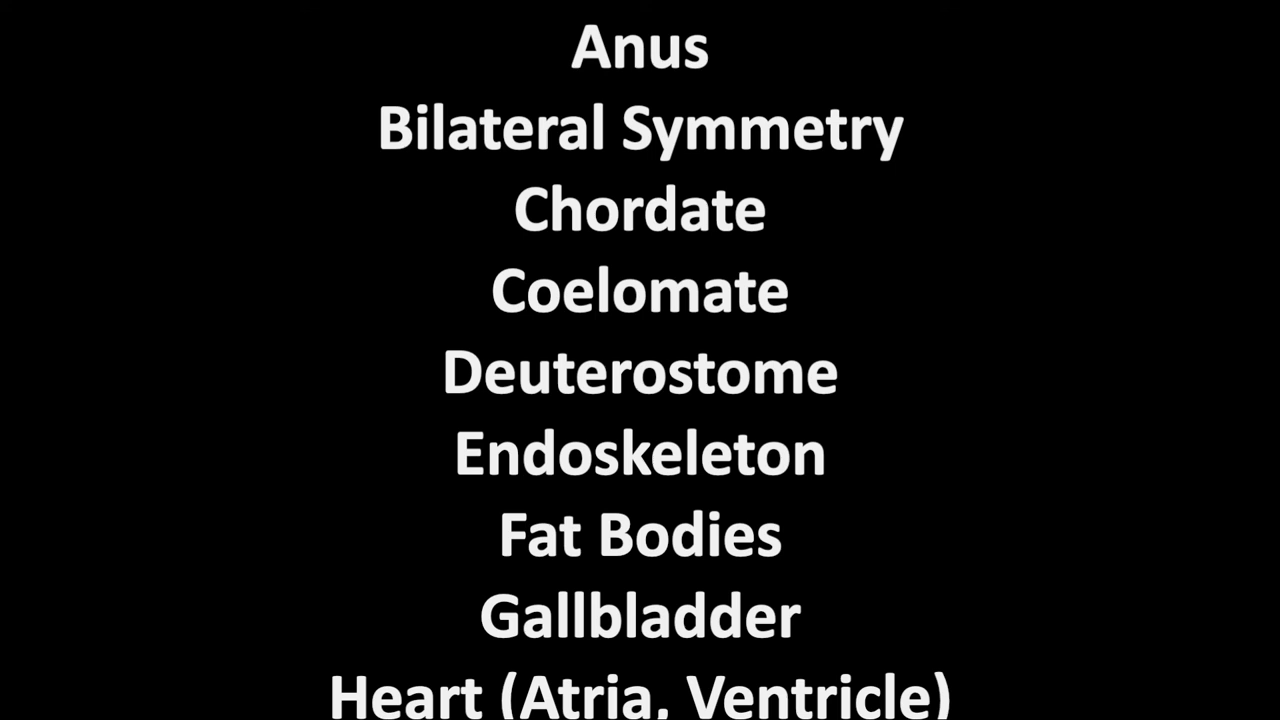 Anus
Bilateral Symmetry
Chordate
Coelomate
Deuterostome
Endoskeleton
Fat Bodies
Gallbladder
Heart (Atria, Ventricle)